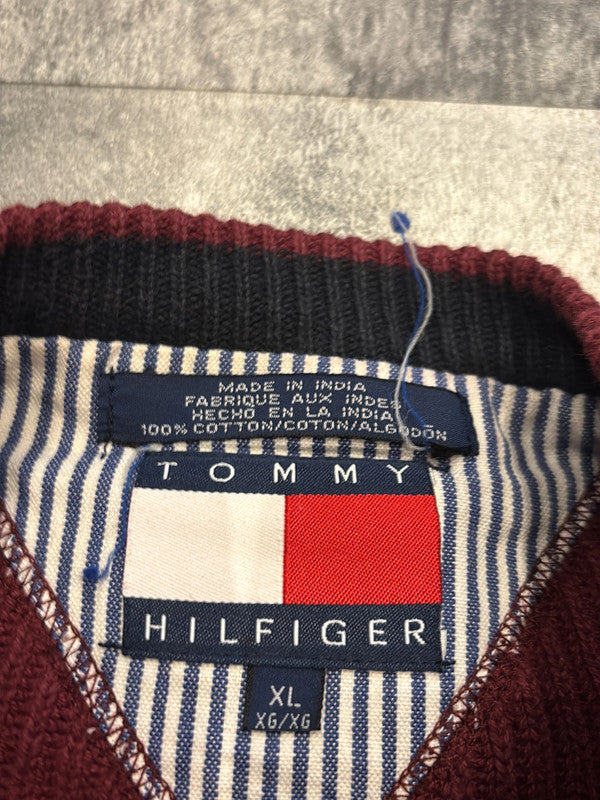 MADE IN INDIA
FABRIQUE AUX INDES
HECHO EN LA INDIA
100% COTTON/COTON/ALGODÓN
TOMMY
HILFIGER
XL
XG/XG